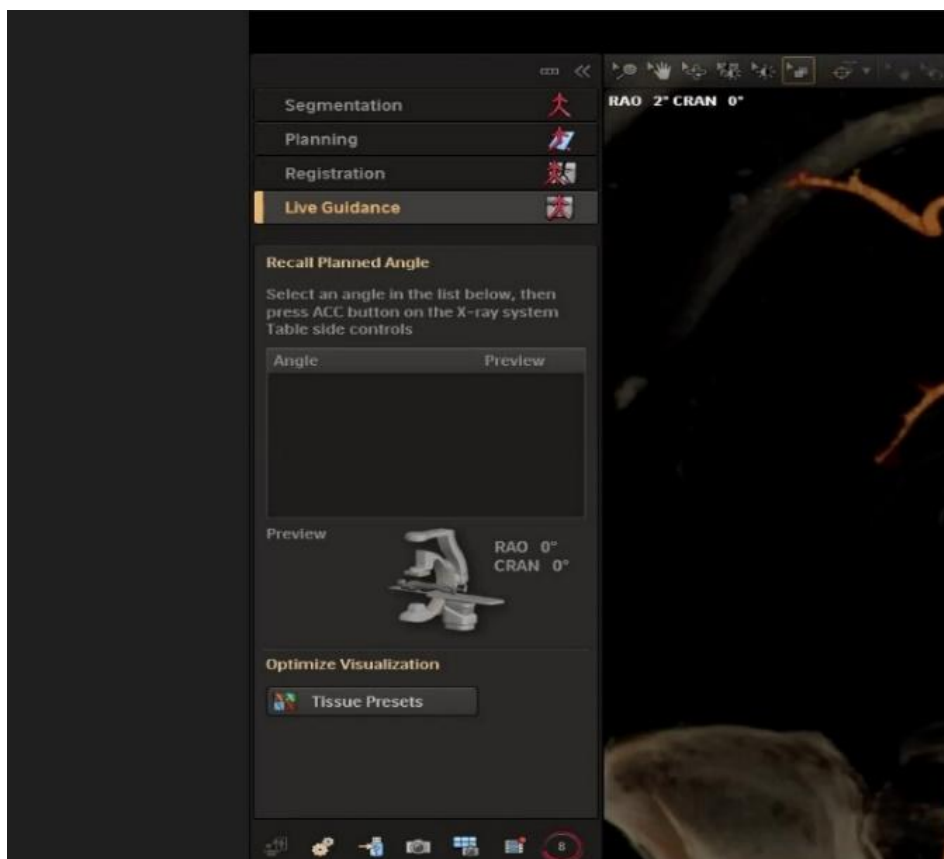 Segmentation
RAO 2° CRAN 0°
Planning
Registration
Live Guidance
Recall Planned Angle
Select an angle in the list below, then
press ACC button on the X-ray system
Table side controls
Angle Preview
Preview
RAO 0°
CRAN 0°
Optimize Visualization
Tissue Presets
8